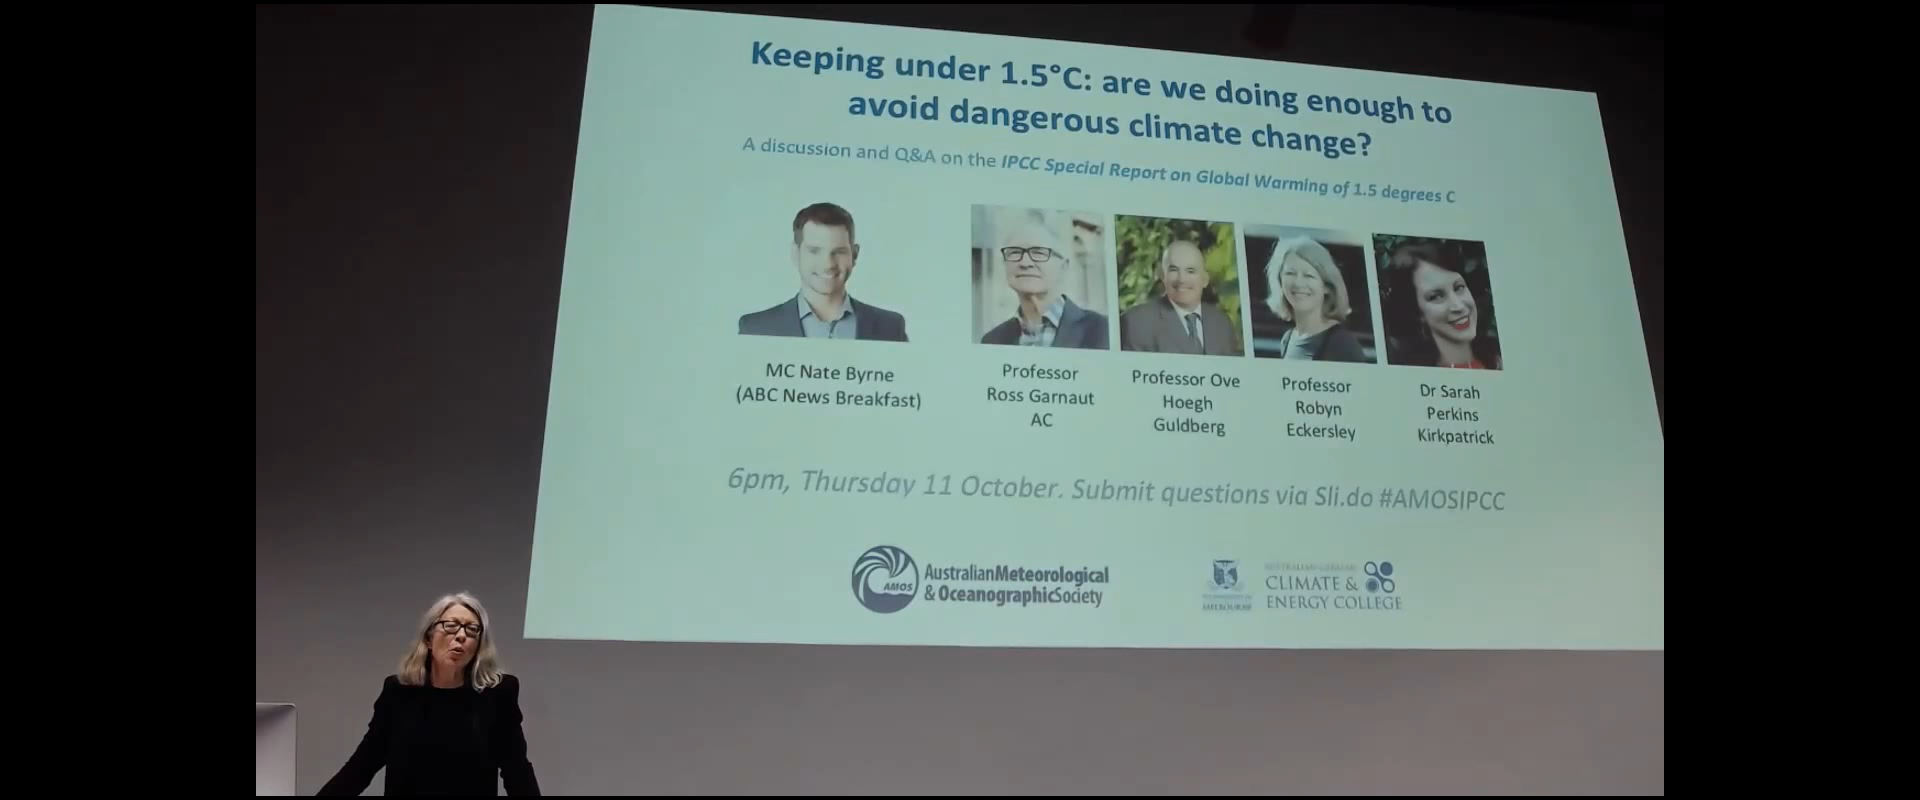 Keeping under 1.5°C: are we doing enough to
avoid dangerous climate change?
A discussion and Q&A on the IPCC Special Report on Global Warming of 1.5 degrees C
MC Nate Byrne
(ABC News Breakfast)
Professor
Ross Garnaut
AC
Professor Ove
Hoegh
Guldberg
Professor
Robyn
Eckersley
Dr Sarah
Perkins
Kirkpatrick
6pm, Thursday 11 October. Submit questions via Sli.do #AMOSIPCC
AMOS
AustralianMeteorological
& OceanographicSociety
MELBOURNE
CLIMATE &
ENERGY COLLEGE